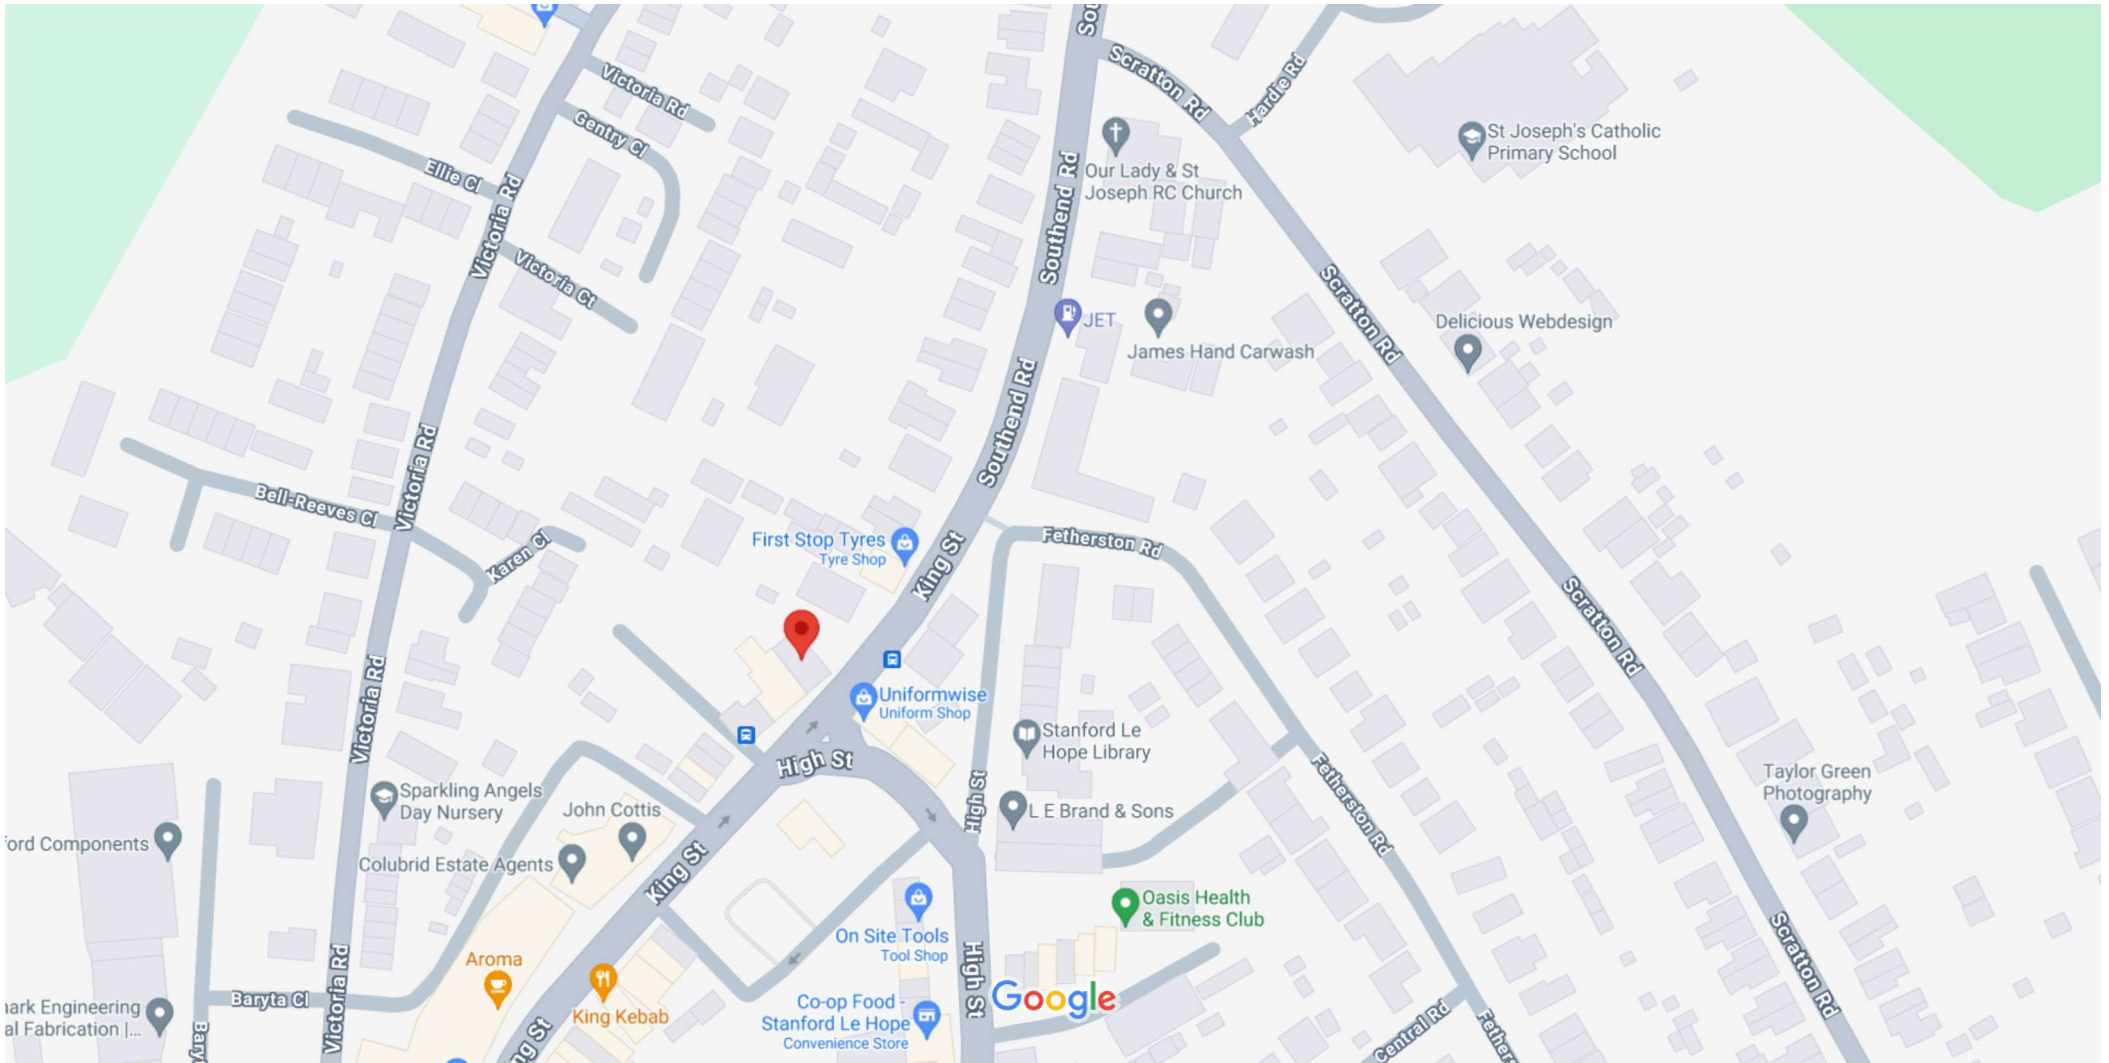 Sou
Scratton Rd
Hardie Rd
Victoria Rd
Gentry Cl
St Joseph's Catholic
Primary School
Ellie Cl
Our Lady & St
Joseph RC Church
Southend Rd
Victoria Rd
Victoria Ct
Scratton Rd
JET
James Hand Carwash
Delicious Webdesign
Southend Rd
Victoria Rd
Bell-Reeves Cl
Karen Cl
First Stop Tyres
Tyre Shop
King St
Fetherston Rd
Scratton Rd
Victoria Rd
Uniformwise
Uniform Shop
Stanford Le
Hope Library
High St
High St
Fetherston Rd
Taylor Green
Photography
Sparkling Angels
Day Nursery
John Cottis
L E Brand & Sons
ord Components
Colubrid Estate Agents
King St
Oasis Health
& Fitness Club
On Site Tools
Tool Shop
High St
Scratton Rd
Victoria Rd
Aroma
Baryta Cl
King Kebab
Google
Co-op Food -
Stanford Le Hope
Convenience Store
ark Engineering
al Fabrication |...
Bary
ng St
Central Rd
Fethers